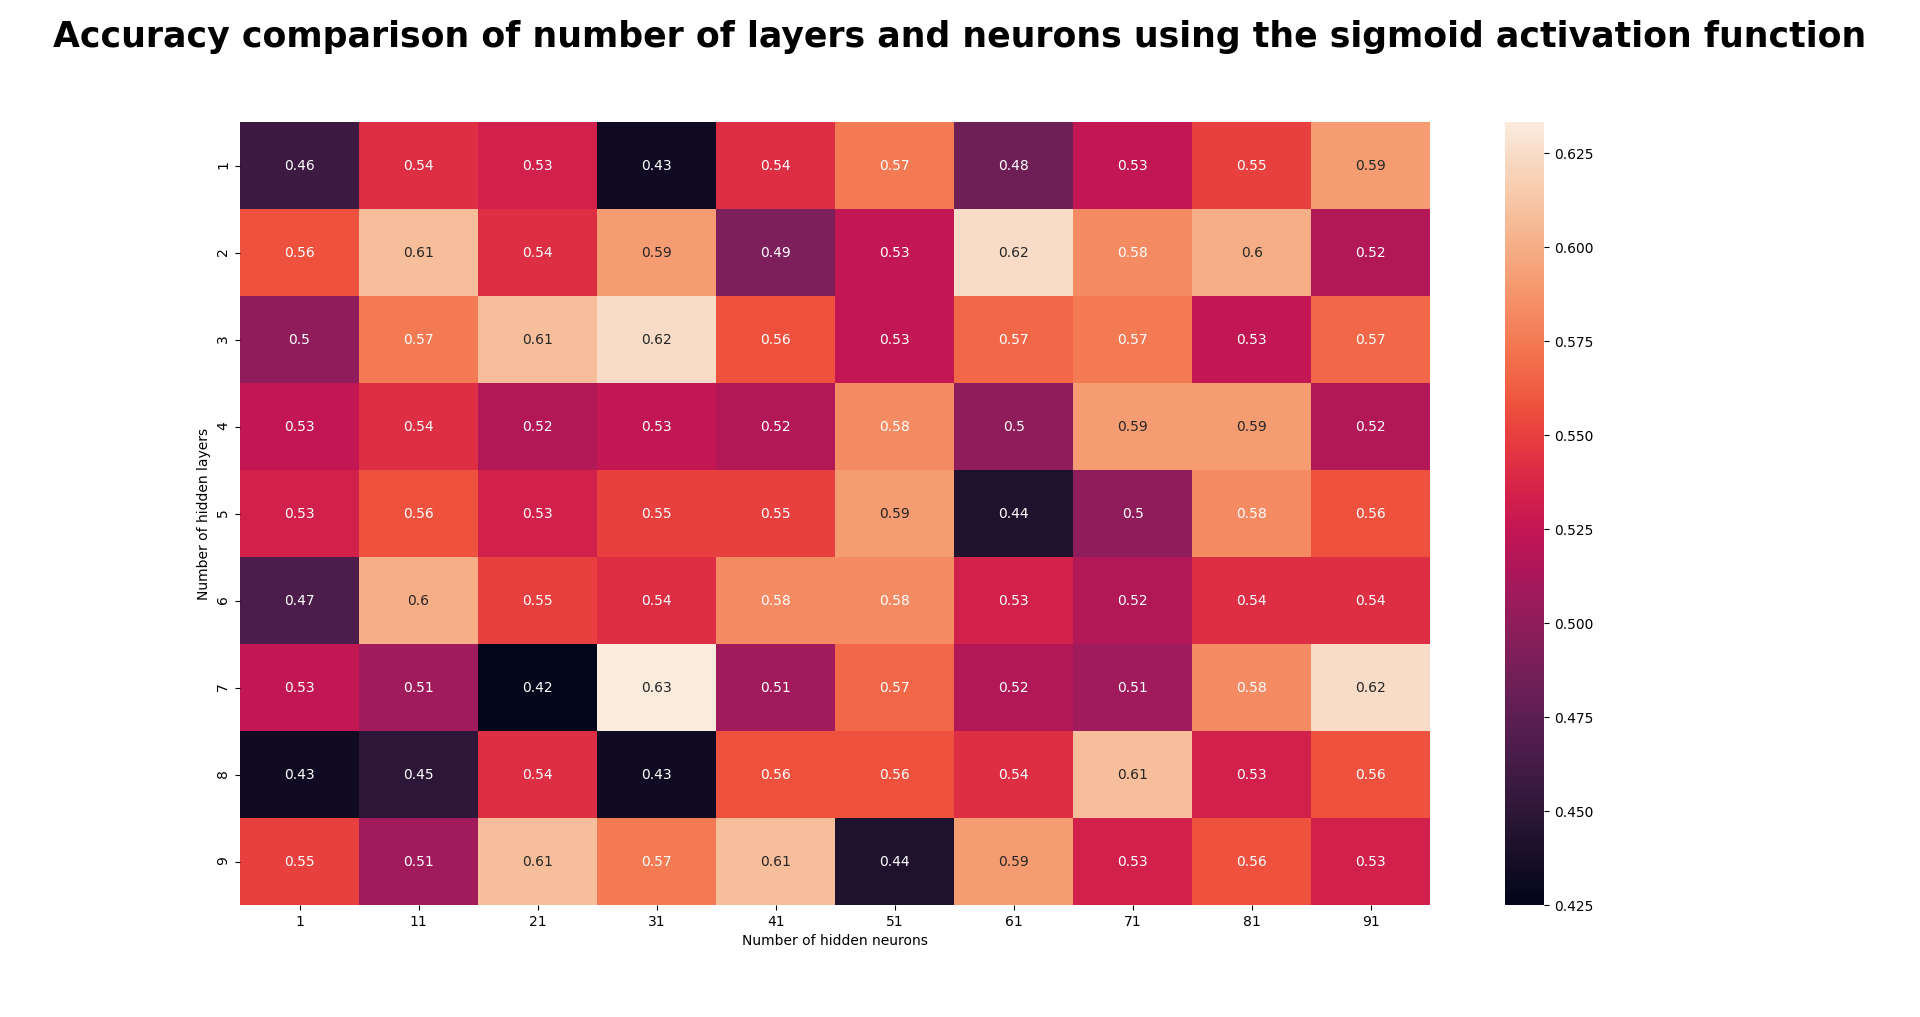 Accuracy comparison of number of layers and neurons using the sigmoid activation function
1 0.46 0.54 0.53 0.43 0.54 0.57 0.48 0.53 0.55 0.59
2 0.56 0.61 0.54 0.59 0.49 0.53 0.62 0.58 0.6 0.52
3 0.5 0.57 0.61 0.62 0.56 0.53 0.57 0.57 0.53 0.57
4 0.53 0.54 0.52 0.53 0.52 0.58 0.5 0.59 0.59 0.52
5 0.53 0.56 0.53 0.55 0.55 0.59 0.44 0.5 0.58 0.56
6 0.47 0.6 0.55 0.54 0.58 0.58 0.53 0.52 0.54 0.54
7 0.53 0.51 0.42 0.63 0.51 0.57 0.52 0.51 0.58 0.62
8 0.43 0.45 0.54 0.43 0.56 0.56 0.54 0.61 0.53 0.56
9 0.55 0.51 0.61 0.57 0.61 0.44 0.59 0.53 0.56 0.53
1 11 21 31 41 51 61 71 81 91
Number of hidden neurons
Number of hidden layers
0.625
0.600
0.575
0.550
0.525
0.500
0.475
0.450
0.425